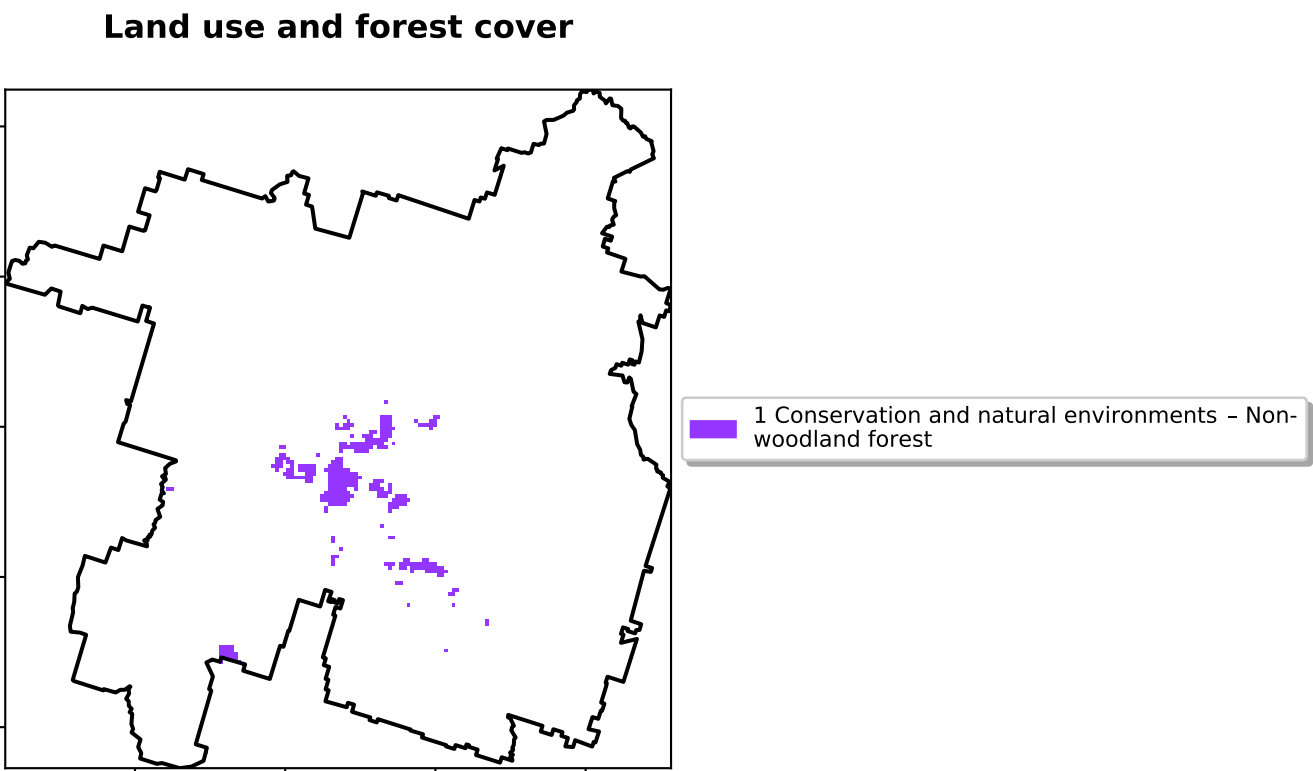 Land use and forest cover
1 Conservation and natural environments – Non-
woodland forest